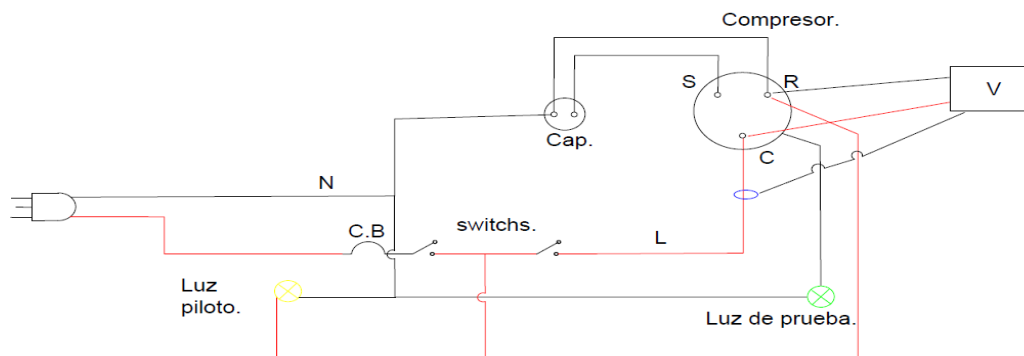 Compresor.
S
R
V
Cap.
C
N
C.B
switchs.
L
Luz
piloto.
Luz de prueba.